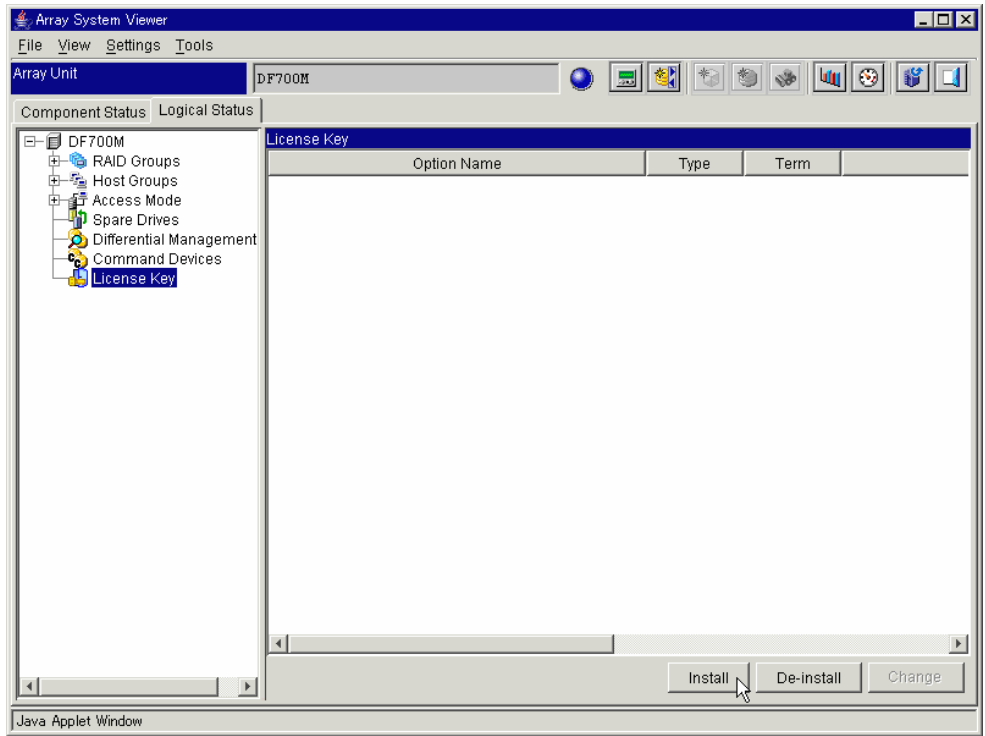 Array System Viewer
File View Settings Tools
Array Unit DF700M
Component Status Logical Status
DF700M
RAID Groups
Host Groups
Access Mode
Spare Drives
Differential Management
Command Devices
License Key
License Key
Option Name Type Term
Install De-install Change
Java Applet Window